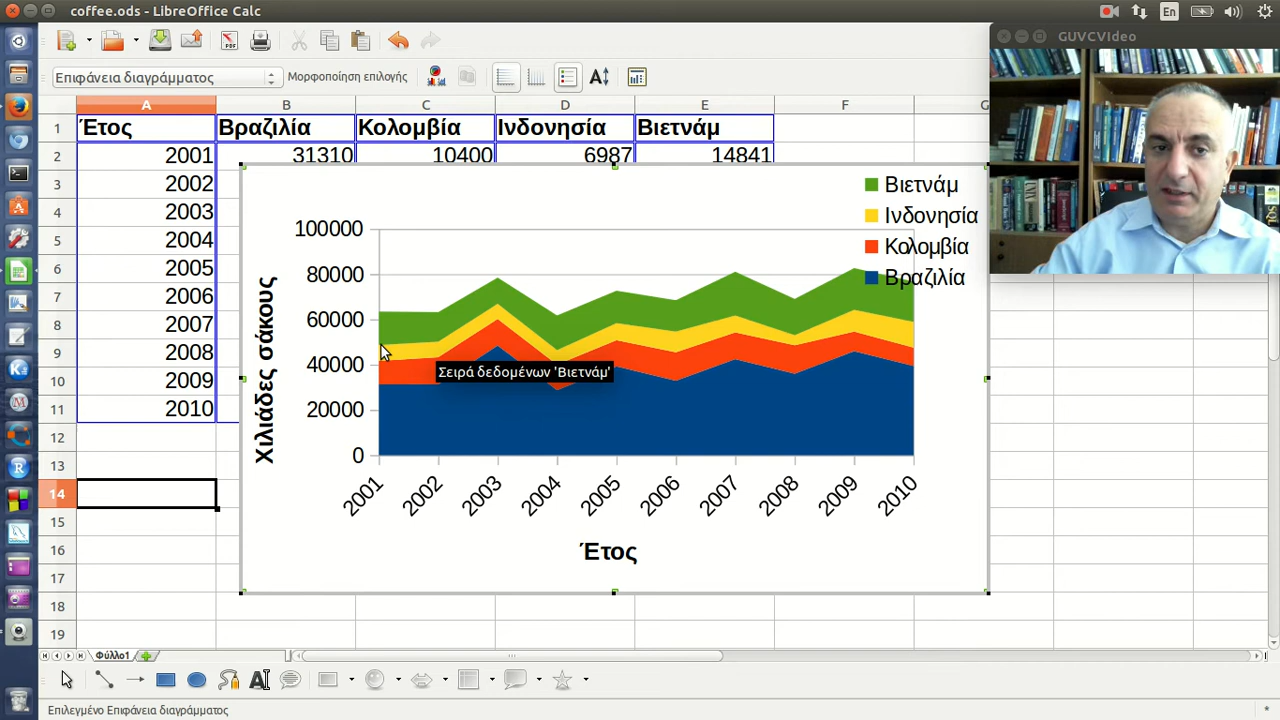 coffee.ods - LibreOffice Calc
En
GUVCVIdeo
Επιφάνεια διαγράμματος
Μορφοποίηση επιλογής
A B C D E F G
1 Έτος Βραζιλία Κολομβία Ινδονησία Βιετνάμ
2 2001 31310 10400 6987 14841
3 2002
4 2003
5 2004
6 2005
7 2006
8 2007
9 2008
10 2009
11 2010
12
13
14
15
16
17
18
19
Βιετνάμ
Ινδονησία
Κολομβία
Βραζιλία
100000
80000
60000
40000
20000
0
Χιλιάδες σάκους
Σειρά δεδομένων 'Βιετνάμ'
2001 2002 2003 2004 2005 2006 2007 2008 2009 2010
Έτος
Φύλλο1
Επιλεγμένο Επιφάνεια διαγράμματος